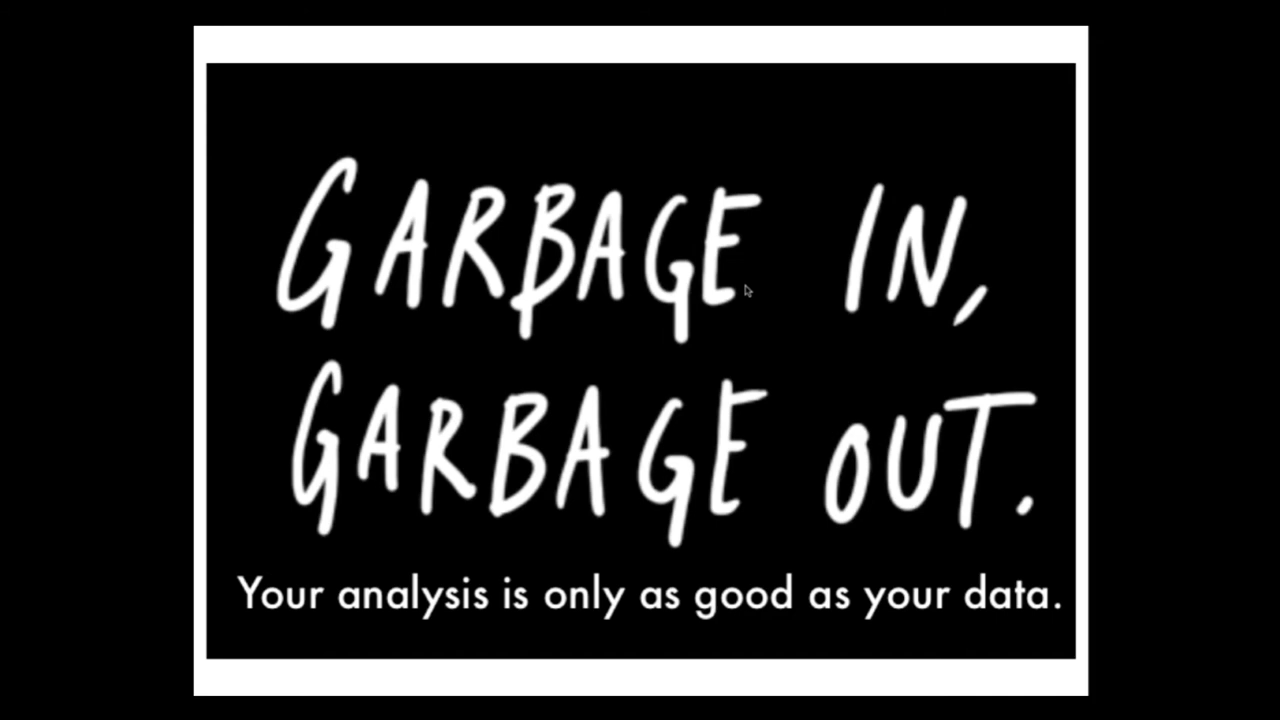 GARBAGE IN,
GARBAGE OUT.
Your analysis is only as good as your data.